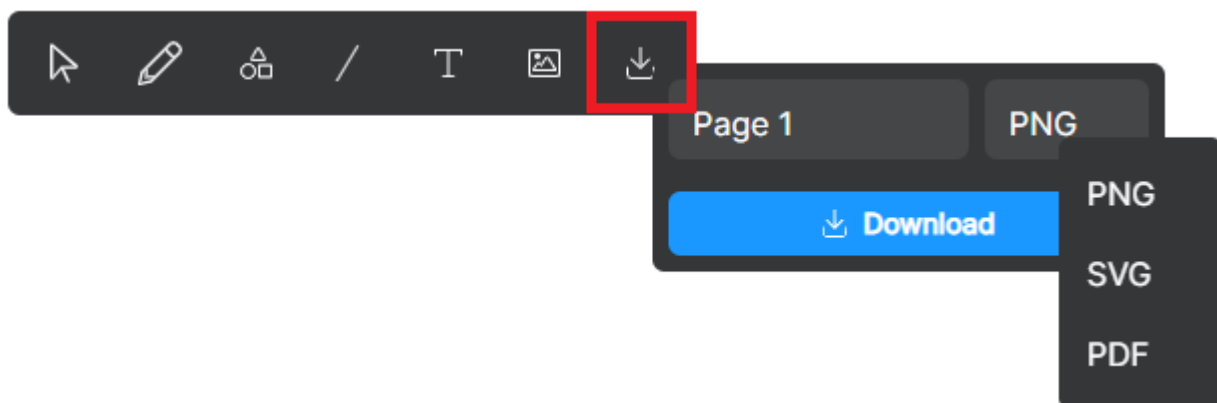 T
Page 1
PNG
Download
PNG
SVG
PDF